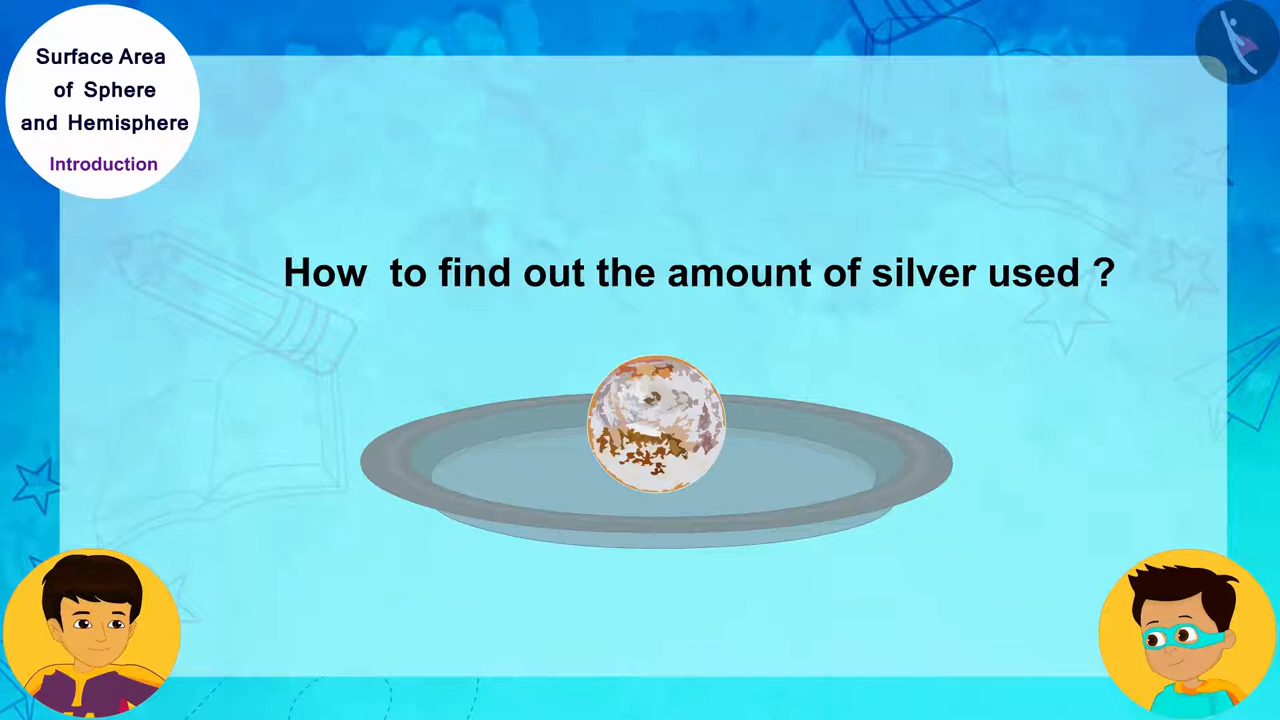 Surface Area
of Sphere
and Hemisphere
Introduction
How to find out the amount of silver used ?